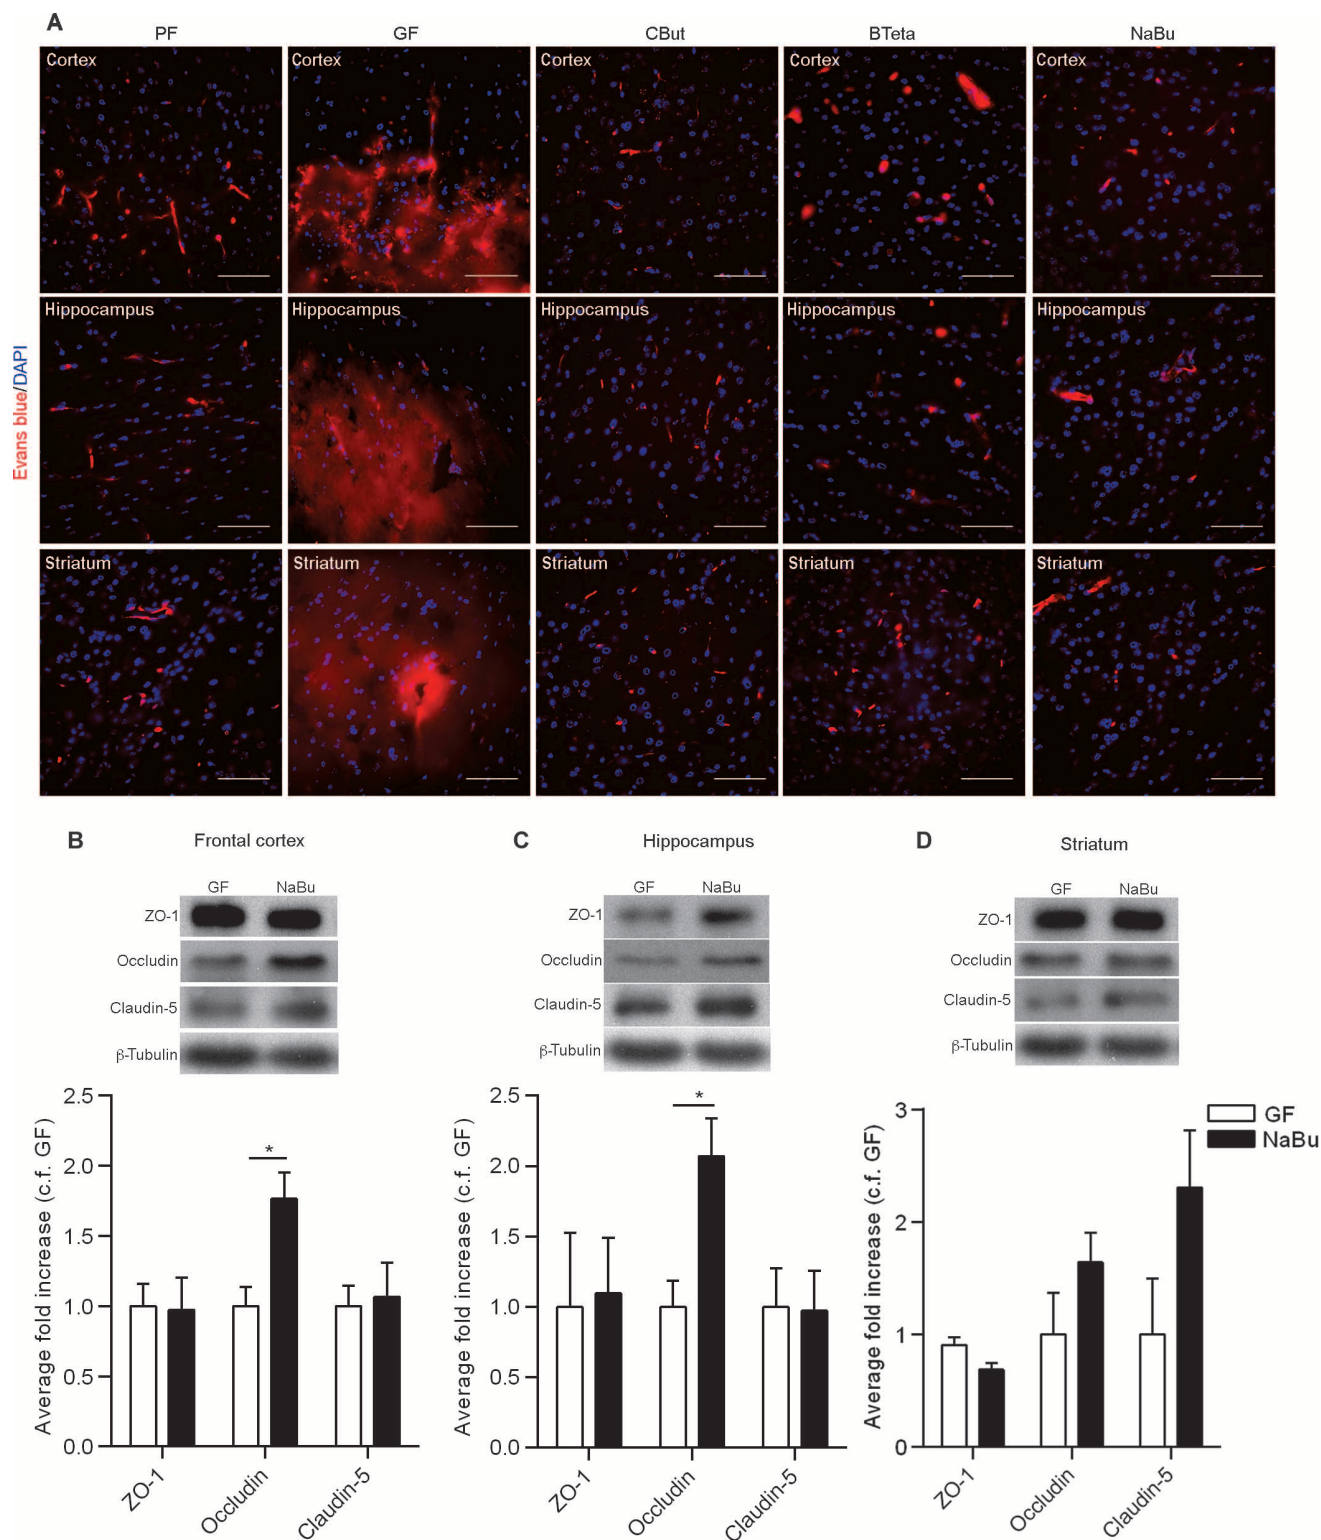 A
PF GF CBut BTeta NaBu
Evans blue/DAPI
Cortex Cortex Cortex Cortex Cortex
Hippocampus Hippocampus Hippocampus Hippocampus Hippocampus
Striatum Striatum Striatum Striatum Striatum
B Frontal cortex
GF NaBu
ZO-1
Occludin
Claudin-5
β-Tubulin
Average fold increase (c.f. GF)
2.5
2.0
1.5
1.0
0.5
0.0
*
ZO-1 Occludin Claudin-5
C Hippocampus
GF NaBu
ZO-1
Occludin
Claudin-5
β-Tubulin
Average fold increase (c.f. GF)
2.5
2.0
1.5
1.0
0.5
0.0
*
ZO-1 Occludin Claudin-5
D Striatum
GF NaBu
ZO-1
Occludin
Claudin-5
β-Tubulin
Average fold increase (c.f. GF)
3
2
1
0
GF
NaBu
ZO-1 Occludin Claudin-5